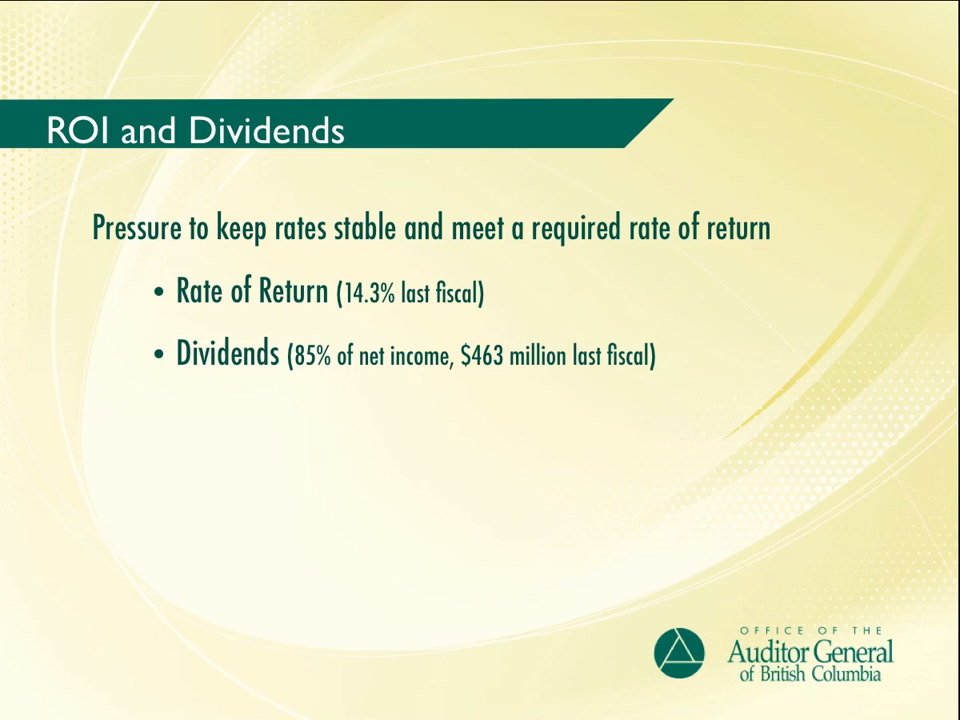 ROI and Dividends
Pressure to keep rates stable and meet a required rate of return
• Rate of Return (14.3% last fiscal)
• Dividends (85% of net income, $463 million last fiscal)
OFFICE OF THE
Auditor General
of British Columbia